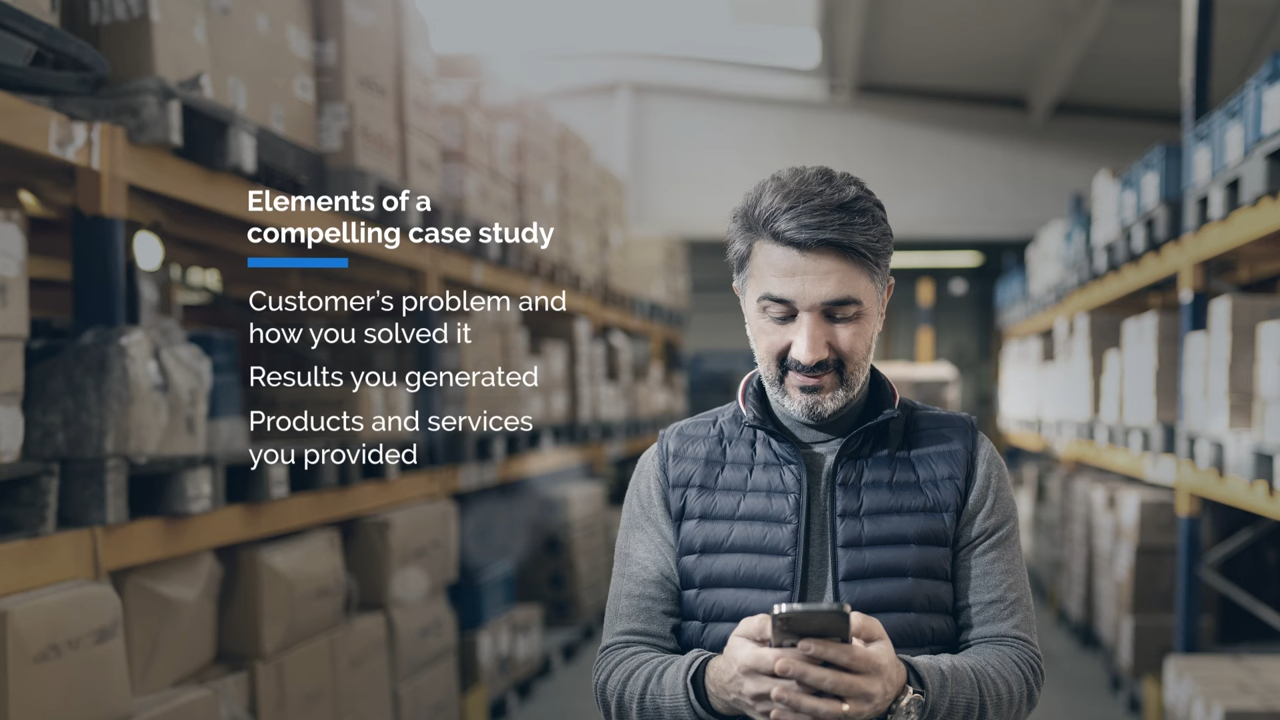 Elements of a
compelling case study
Customer’s problem and
how you solved it
Results you generated
Products and services
you provided